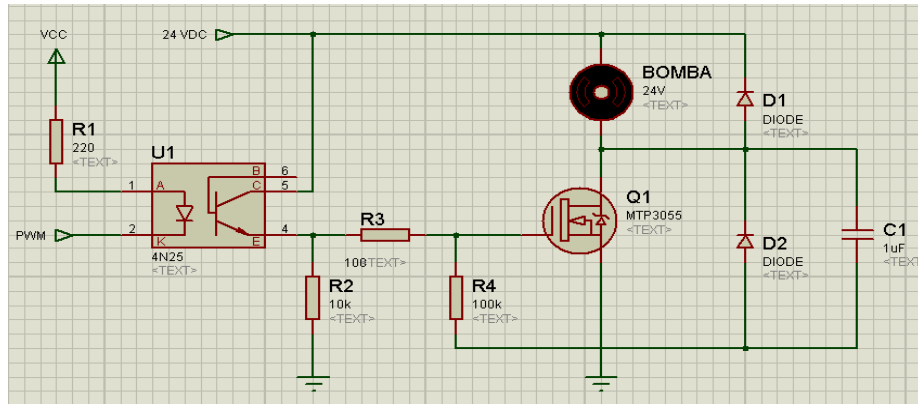 VCC
24 VDC
BOMBA
24V
<TEXT>
D1
DIODE
<TEXT>
R1
220
<TEXT>
U1
B 6
C 5
1 A
Q1
MTP3055
<TEXT>
R3
PWM
2 K
E 4
4N25
<TEXT>
<TEXT>
D2
DIODE
<TEXT>
C1
1uF
<TEXT>
R2
10k
<TEXT>
R4
100k
<TEXT>